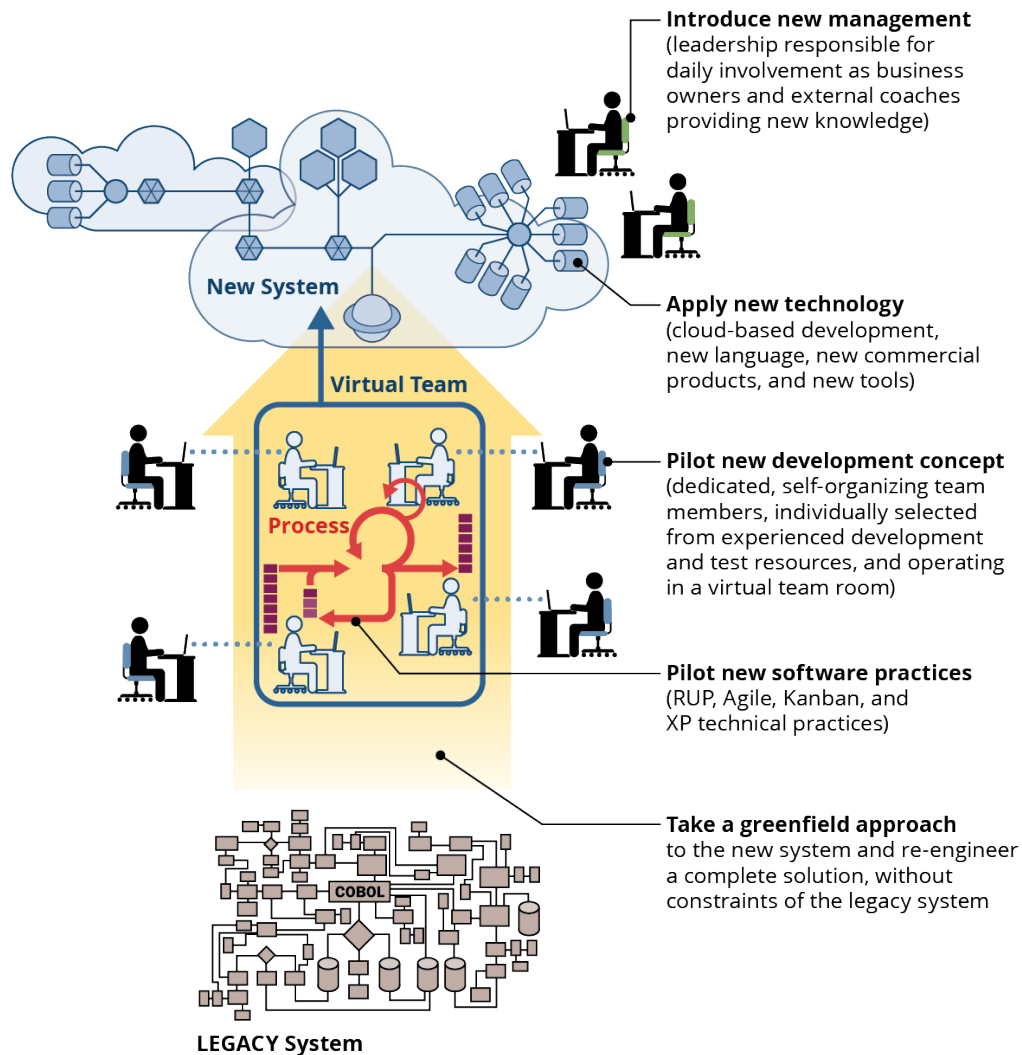 Introduce new management
(leadership responsible for
daily involvement as business
owners and external coaches
providing new knowledge)
New System
Apply new technology
(cloud-based development,
new language, new commercial
products, and new tools)
Virtual Team
Pilot new development concept
(dedicated, self-organizing team
members, individually selected
from experienced development
and test resources, and operating
in a virtual team room)
Process
Pilot new software practices
(RUP, Agile, Kanban, and
XP technical practices)
Take a greenfield approach
to the new system and re-engineer
a complete solution, without
constraints of the legacy system
COBOL
LEGACY System